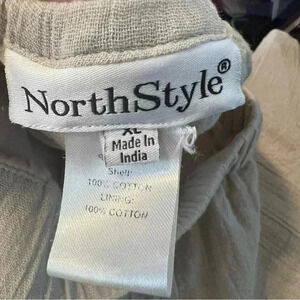 NorthStyle®
XL
Made In
India
Shell:
100% COTTON
LINING:
100% COTTON